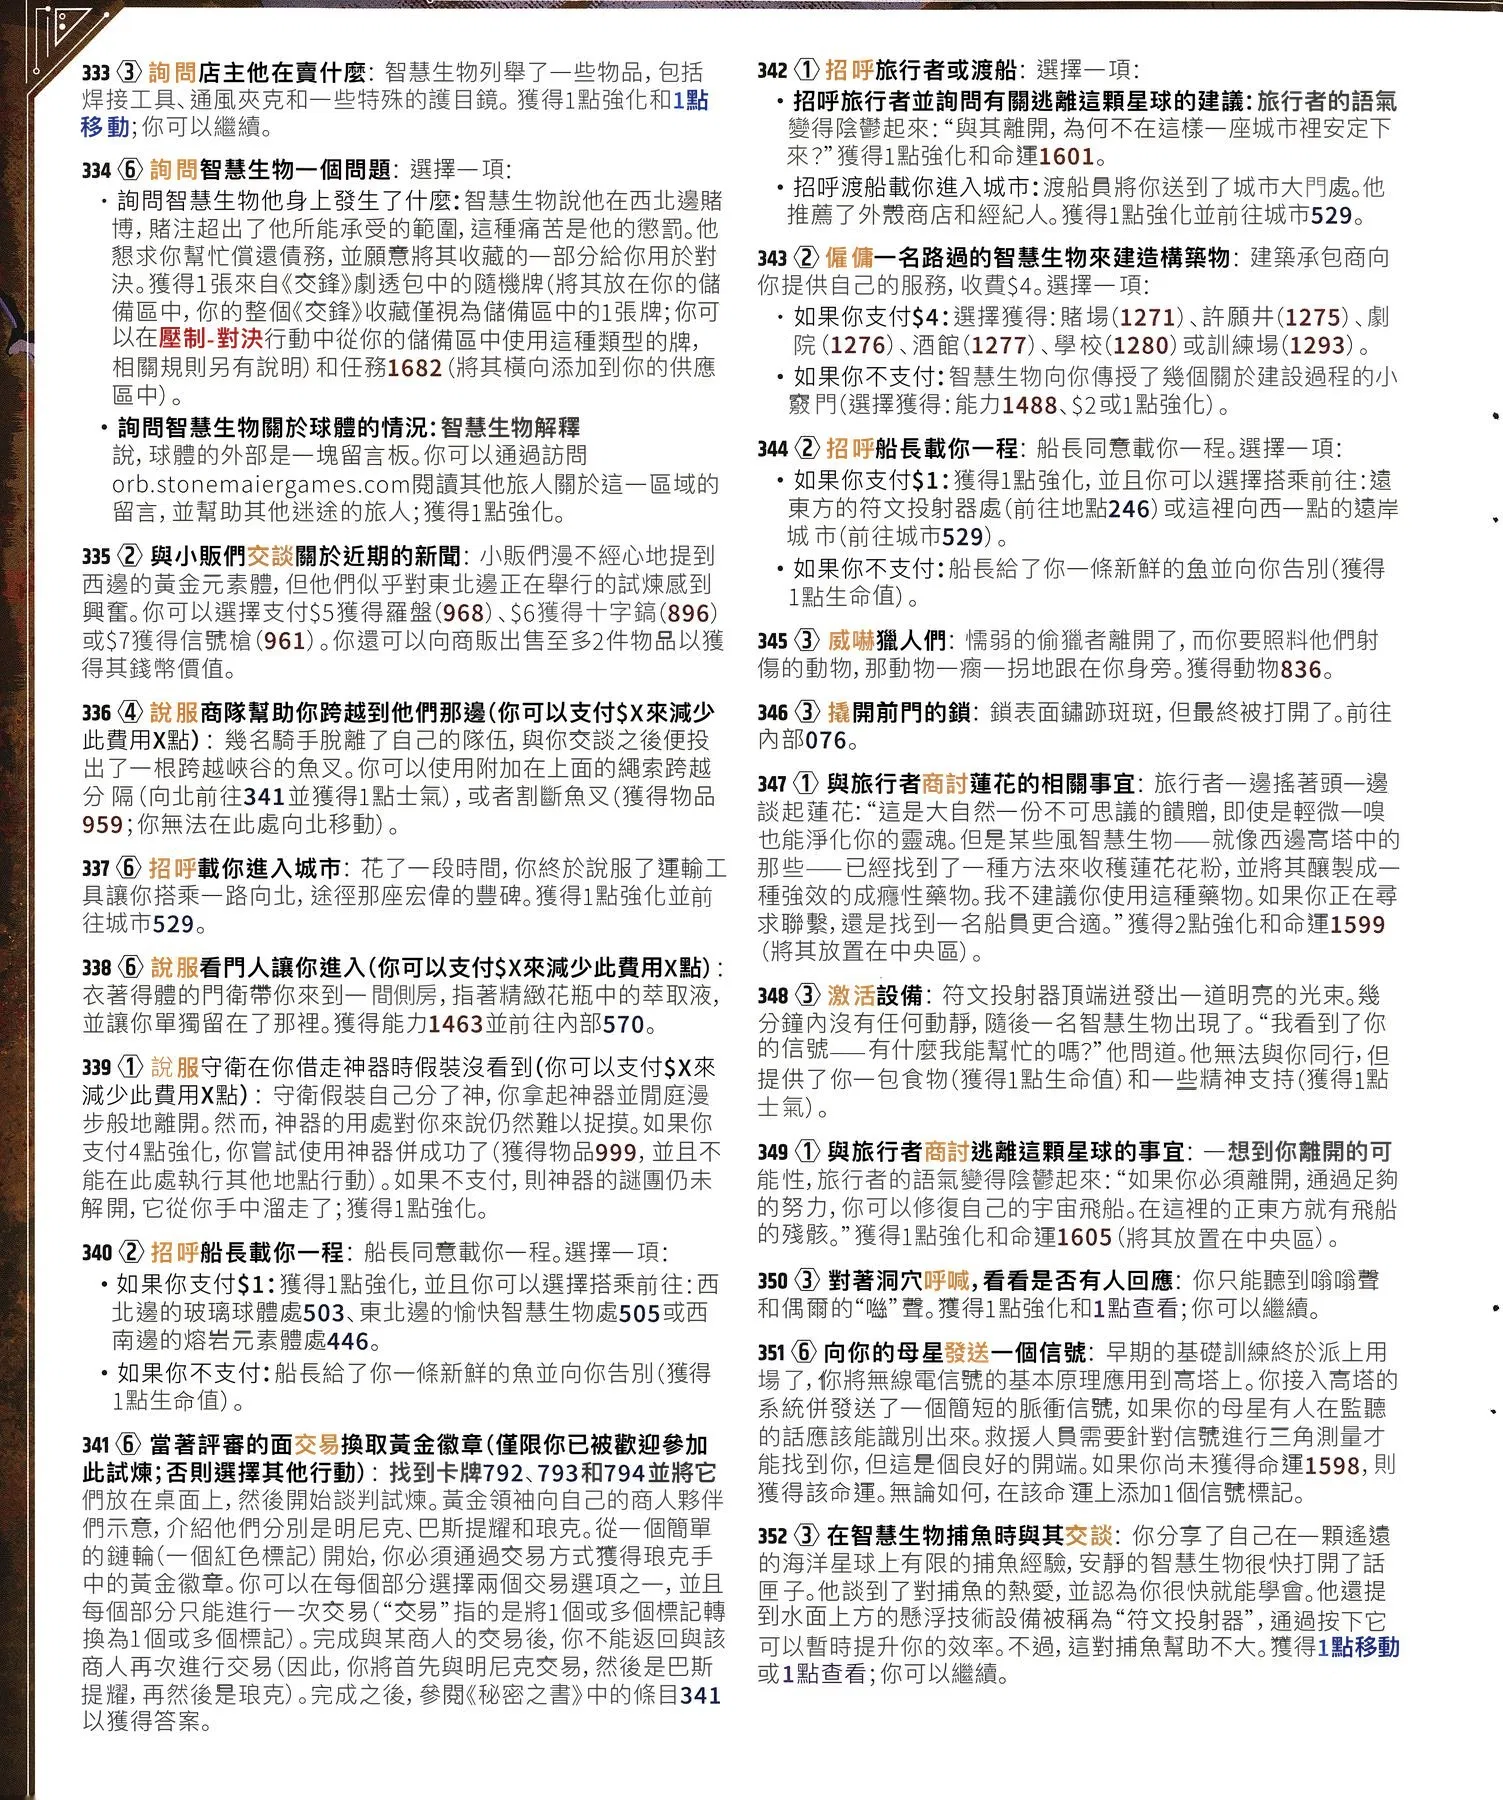 333 ③ 詢問店主他在賣什麼：智慧生物列舉了一些物品，包括
焊接工具、通風夾克和一些特殊的護目鏡。獲得1點強化和1點
移動；你可以繼續。
334 ⑥ 詢問智慧生物一個問題：選擇一項：
・詢問智慧生物他身上發生了什麼：智慧生物說他在西北邊賭
博，賭注超出了他所能承受的範圍，這種痛苦是他的懲罰。他
懇求你幫忙償還債務，並願意將其收藏的一部分給你用於對
決。獲得1張來自《交鋒》劇透包中的隨機牌（將其放在你的儲
備區中，你的整個《交鋒》收藏僅視為儲備區中的1張牌；你可
以在壓制-對決行動中從你的儲備區中使用這種類型的牌，
相關規則另有說明）和任務1682（將其橫向添加到你的供應
區中）。
・詢問智慧生物關於球體的情況：智慧生物解釋
說，球體的外部是一塊留言板。你可以通過訪問
orb.stonemaiergames.com閱讀其他旅人關於這一區域的
留言，並幫助其他迷途的旅人；獲得1點強化。
335 ② 與小販們交談關於近期的新聞：小販們漫不經心地提到
西邊的黃金元素體，但他們似乎對東北邊正在舉行的試煉感到
興奮。你可以選擇支付$5獲得羅盤（968）、$6獲得十字鎬（896）
或$7獲得信號槍（961）。你還可以向商販出售至多2件物品以獲
得其錢幣價值。
336 ④ 說服商隊幫助你跨越到他們那邊（你可以支付$X來減少
此費用X點）：幾名騎手脫離了自己的隊伍，與你交談之後便投
出了一根跨越峽谷的魚叉。你可以使用附加在上面的繩索跨越
分隔（向北前往341並獲得1點士氣），或者割斷魚叉（獲得物品
959；你無法在此處向北移動）。
337 ⑥ 招呼載你進入城市：花了一段時間，你終於說服了運輸工
具讓你搭乘一路向北，途徑那座宏偉的豐碑。獲得1點強化並前
往城市529。
338 ⑥ 說服看門人讓你進入（你可以支付$X來減少此費用X點）：
衣著得體的門衛帶你來到一間側房，指著精緻花瓶中的萃取液，
並讓你單獨留在了那裡。獲得能力1463並前往內部570。
339 ① 說服守衛在你借走神器時假裝沒看到（你可以支付$X來
減少此費用X點）：守衛假裝自己分了神，你拿起神器並閒庭漫
步般地離開。然而，神器的用處對你來說仍然難以捉摸。如果你
支付4點強化，你嘗試使用神器併成功了（獲得物品999，並且不
能在此處執行其他地點行動）。如果不支付，則神器的謎團仍未
解開，它從你手中溜走了；獲得1點強化。
340 ② 招呼船長載你一程：船長同意載你一程。選擇一項：
・如果你支付$1：獲得1點強化，並且你可以選擇搭乘前往：西
北邊的玻璃球體處503、東北邊的愉快智慧生物處505或西
南邊的熔岩元素體處446。
・如果你不支付：船長給了你一條新鮮的魚並向你告別（獲得
1點生命值）。
341 ⑥ 當著評審的面交易換取黃金徽章（僅限你已被歡迎參加
此試煉；否則選擇其他行動）：找到卡牌792、793和794並將它
們放在桌面上，然後開始談判試煉。黃金領袖向自己的商人夥伴
們示意，介紹他們分別是明尼克、巴斯提耀和琅克。從一個簡單
的鏈輪（一個紅色標記）開始，你必須通過交易方式獲得琅克手
中的黃金徽章。你可以在每個部分選擇兩個交易選項之一，並且
每個部分只能進行一次交易（“交易”指的是將1個或多個標記轉
換為1個或多個標記）。完成與某商人的交易後，你不能返回與該
商人再次進行交易（因此，你將首先與明尼克交易，然後是巴斯
提耀，再然後是琅克）。完成之後，參閱《秘密之書》中的條目341
以獲得答案。
342 ① 招呼旅行者或渡船：選擇一項：
・招呼旅行者並詢問有關逃離這顆星球的建議：旅行者的語氣
變得陰鬱起來：“與其離開，為何不在這樣一座城市裡安定下
來？”獲得1點強化和命運1601。
・招呼渡船載你進入城市：渡船員將你送到了城市大門處。他
推薦了外殼商店和經紀人。獲得1點強化並前往城市529。
343 ② 僱傭一名路過的智慧生物來建造構築物：建築承包商向
你提供自己的服務，收費$4。選擇一項：
・如果你支付$4：選擇獲得：賭場（1271）、許願井（1275）、劇
院（1276）、酒館（1277）、學校（1280）或訓練場（1293）。
・如果你不支付：智慧生物向你傳授了幾個關於建設過程的小
竅門（選擇獲得：能力1488、$2或1點強化）。
344 ② 招呼船長載你一程：船長同意載你一程。選擇一項：
・如果你支付$1：獲得1點強化，並且你可以選擇搭乘前往：遠
東方的符文投射器處（前往地點246）或這裡向西一點的遠岸
城市（前往城市529）。
・如果你不支付：船長給了你一條新鮮的魚並向你告別（獲得
1點生命值）。
345 ③ 威嚇獵人們：懦弱的偷獵者離開了，而你要照料他們射
傷的動物，那動物一瘸一拐地跟在你身旁。獲得動物836。
346 ③ 撬開前門的鎖：鎖表面鏽跡斑斑，但最終被打開了。前往
內部076。
347 ① 與旅行者商討蓮花的相關事宜：旅行者一邊搖著頭一邊
談起蓮花：“這是大自然一份不可思議的饋贈，即使是輕微一嗅
也能淨化你的靈魂。但是某些風智慧生物——就像西邊高塔中的
那些——已經找到了一種方法來收穫蓮花花粉，並將其釀製成一
種強效的成癮性藥物。我不建議你使用這種藥物。如果你正在尋
求聯繫，還是找到一名船員更合適。”獲得2點強化和命運1599
（將其放置在中央區）。
348 ③ 激活設備：符文投射器頂端迸發出一道明亮的光束。幾
分鐘內沒有任何動靜，隨後一名智慧生物出現了。“我看到了你
的信號——有什麼我能幫忙的嗎？”他問道。他無法與你同行，但
提供了你一包食物（獲得1點生命值）和一些精神支持（獲得1點
士氣）。
349 ① 與旅行者商討逃離這顆星球的事宜：一想到你離開的可
能性，旅行者的語氣變得陰鬱起來：“如果你必須離開，通過足夠
的努力，你可以修復自己的宇宙飛船。在這裡的正東方就有飛船
的殘骸。”獲得1點強化和命運1605（將其放置在中央區）。
350 ③ 對著洞穴呼喊，看看是否有人回應：你只能聽到嗡嗡聲
和偶爾的“嗞”聲。獲得1點強化和1點查看；你可以繼續。
351 ⑥ 向你的母星發送一個信號：早期的基礎訓練終於派上用
場了，你將無線電信號的基本原理應用到高塔上。你接入高塔的
系統併發送了一個簡短的脈衝信號，如果你的母星有人在監聽
的話應該能識別出來。救援人員需要針對信號進行三角測量才
能找到你，但這是個良好的開端。如果你尚未獲得命運1598，則
獲得該命運。無論如何，在該命運上添加1個信號標記。
352 ③ 在智慧生物捕魚時與其交談：你分享了自己在一顆遙遠
的海洋星球上有限的捕魚經驗，安靜的智慧生物很快打開了話
匣子。他談到了對捕魚的熱愛，並認為你很快就能學會。他還提
到水面上方的懸浮技術設備被稱為“符文投射器”，通過按下它
可以暫時提升你的效率。不過，這對捕魚幫助不大。獲得1點移動
或1點查看；你可以繼續。